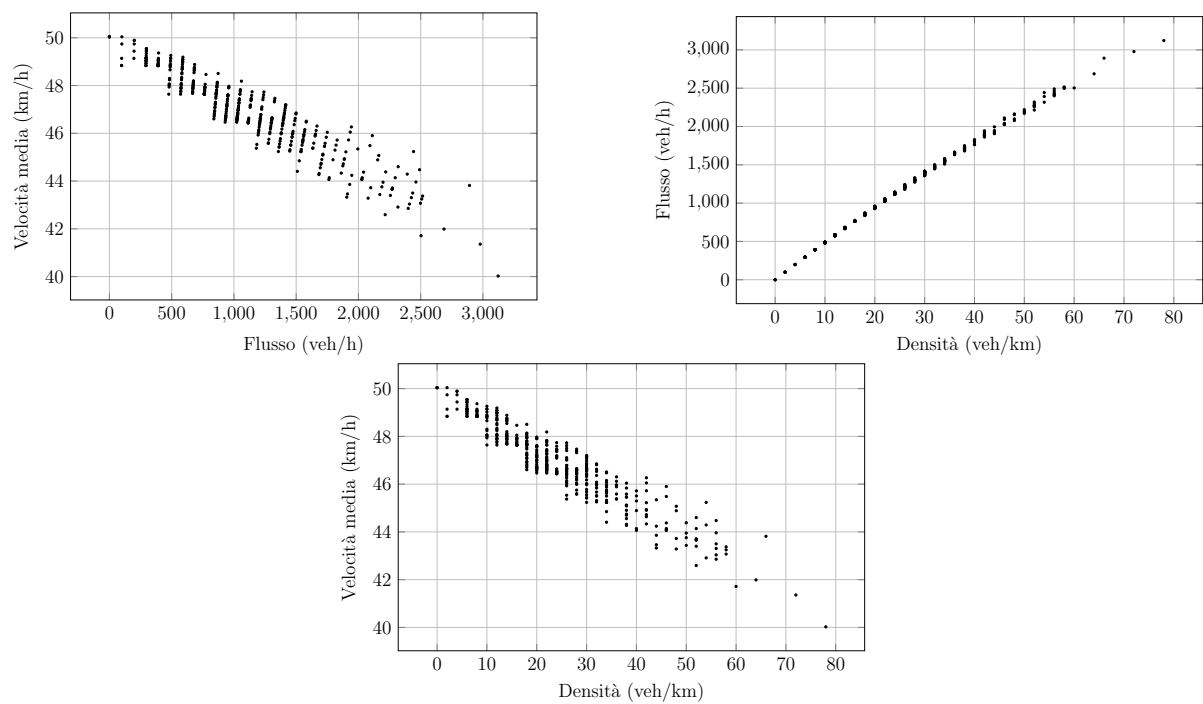 50
48
46
44
42
40
Velocità media (km/h)
0 500 1,000 1,500 2,000 2,500 3,000
Flusso (veh/h)
3,000
2,500
2,000
1,500
1,000
500
0
Flusso (veh/h)
0 10 20 30 40 50 60 70 80
Densità (veh/km)
50
48
46
44
42
40
Velocità media (km/h)
0 10 20 30 40 50 60 70 80
Densità (veh/km)